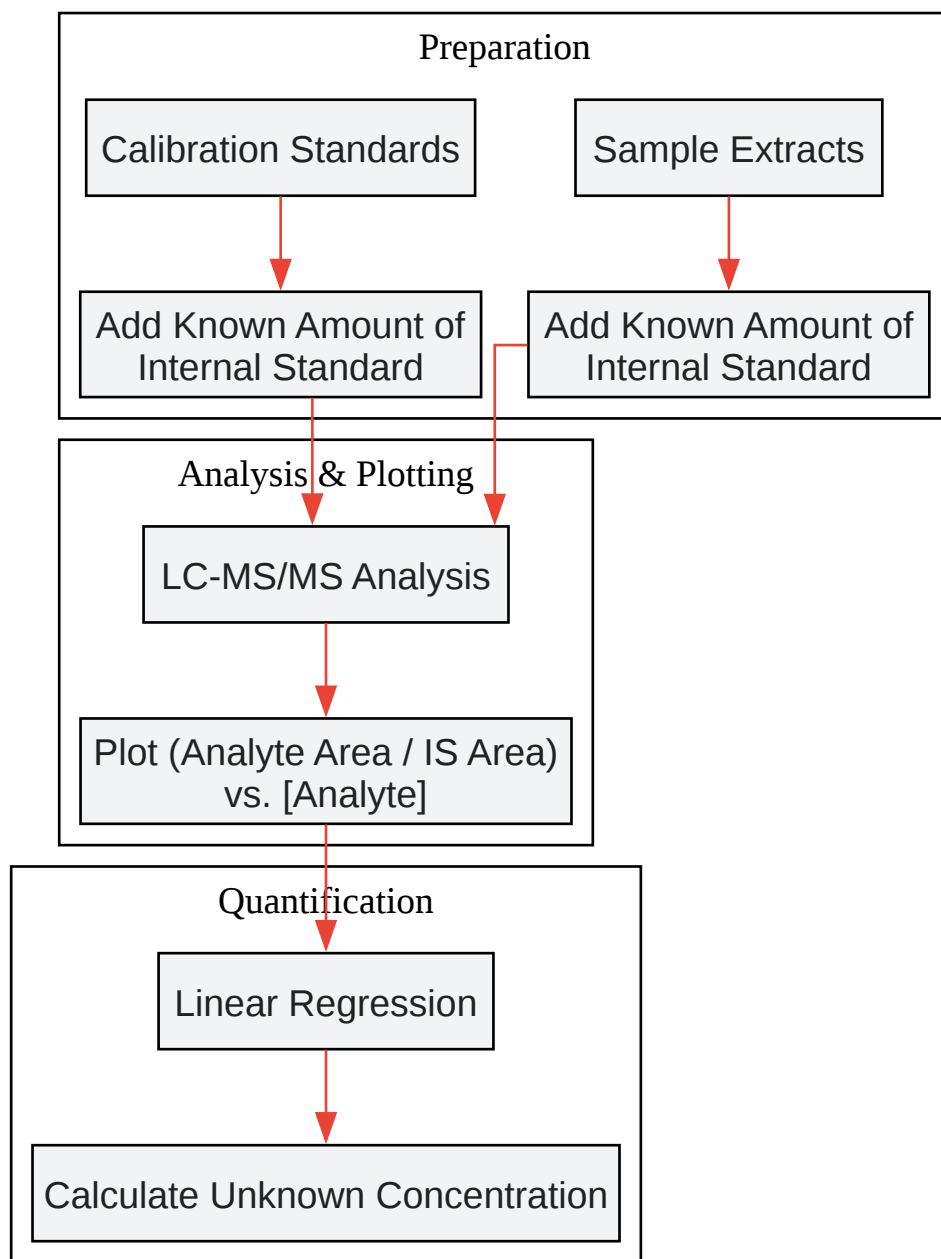 Preparation
Calibration Standards
Sample Extracts
Add Known Amount of
Internal Standard
Add Known Amount of
Internal Standard
Analysis & Plotting
LC-MS/MS Analysis
Plot (Analyte Area / IS Area)
vs. [Analyte]
Quantification
Linear Regression
Calculate Unknown Concentration